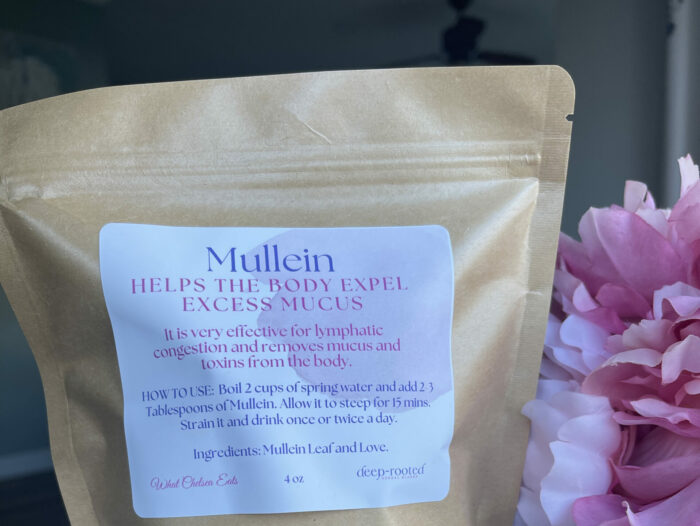 Mullein
HELPS THE BODY EXPEL
EXCESS MUCUS
It is very effective for lymphatic
congestion and removes mucus and
toxins from the body.
HOW TO USE: Boil 2 cups of spring water and add 2-3
Tablespoons of Mullein. Allow it to steep for 15 mins.
Strain it and drink once or twice a day.
Ingredients: Mullein Leaf and Love.
What Chelsea Eats 4 oz deep-rooted
HERBAL BLENDS